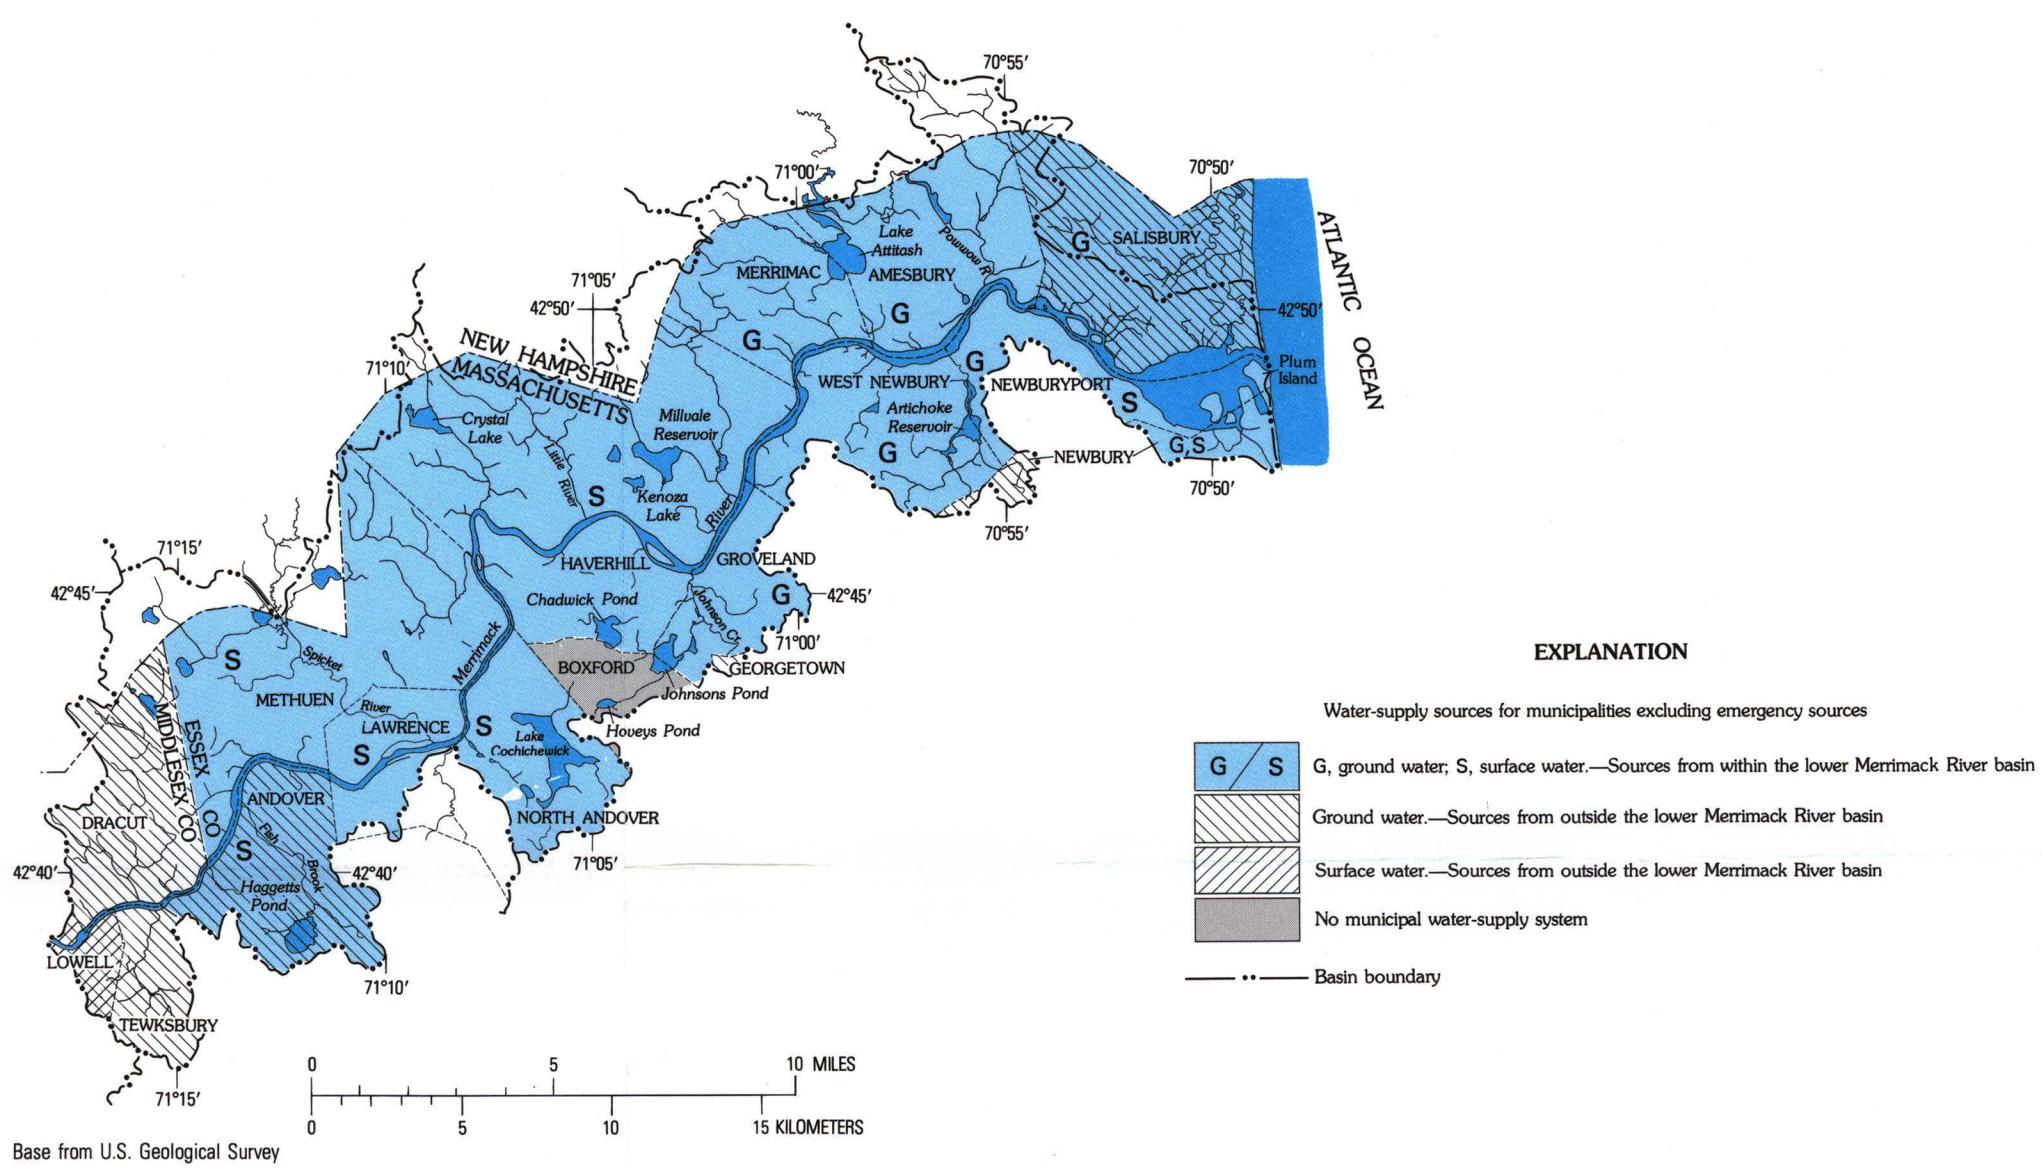 70°55′
70°50′
71°00′
ATLANTIC OCEAN
Lake
Attitash
Powwow R
G
SALISBURY
MERRIMAC
AMESBURY
71°05′
42°50′
42°50′
G
G
NEW HAMPSHIRE
MASSACHUSETTS
71°10′
G
WEST NEWBURY
NEWBURYPORT
Plum
Island
Crystal
Lake
Millvale
Reservoir
Artichoke
Reservoir
S
S
G
G,S
NEWBURY
Little River
S
Kenoza
Lake
River
70°50′
70°55′
71°15′
HAVERHILL
GROVELAND
42°45′
Chadwick Pond
Johnson Cr
G
42°45′
71°00′
S
Spicket
Merrimack
BOXFORD
GEORGETOWN
Johnsons Pond
METHUEN
River
LAWRENCE
S
Hoveys Pond
MIDDLESEX CO
ESSEX CO
S
Lake
Cochichewick
ANDOVER
NORTH ANDOVER
DRACUT
Fish Brook
S
71°05′
42°40′
42°40′
Haggetts
Pond
LOWELL
71°10′
TEWKSBURY
71°15′
0 5 10 MILES
0 5 10 15 KILOMETERS
Base from U.S. Geological Survey
EXPLANATION
Water-supply sources for municipalities excluding emergency sources
G / S G, ground water; S, surface water.—Sources from within the lower Merrimack River basin
Ground water.—Sources from outside the lower Merrimack River basin
Surface water.—Sources from outside the lower Merrimack River basin
No municipal water-supply system
Basin boundary